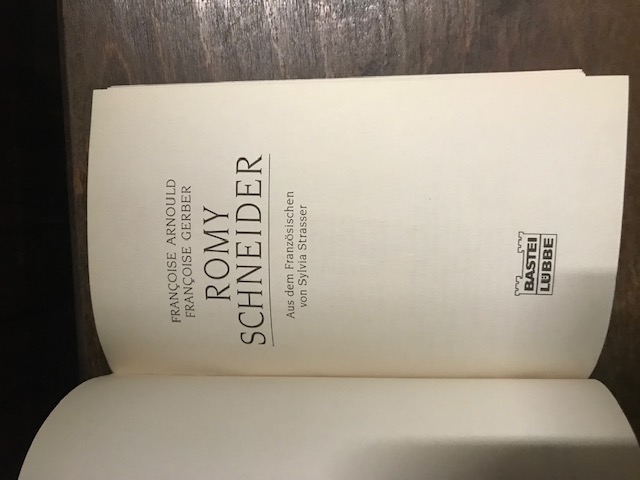 FRANÇOISE ARNOULD
FRANÇOISE GERBER
ROMY
SCHNEIDER
Aus dem Französischen
von Sylvia Strasser
BASTEI
LÜBBE